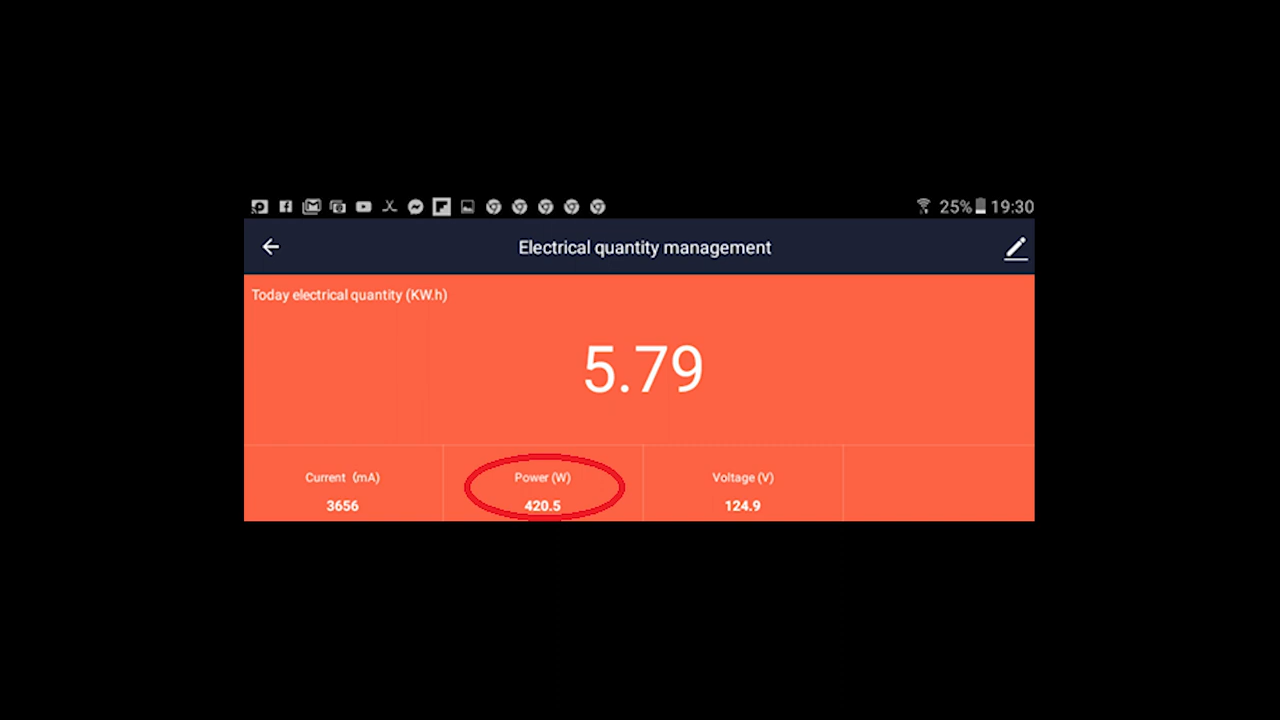 25% 19:30
Electrical quantity management
Today electrical quantity (KW.h)
5.79
Current (mA) Power (W) Voltage (V)
3656 420.5 124.9